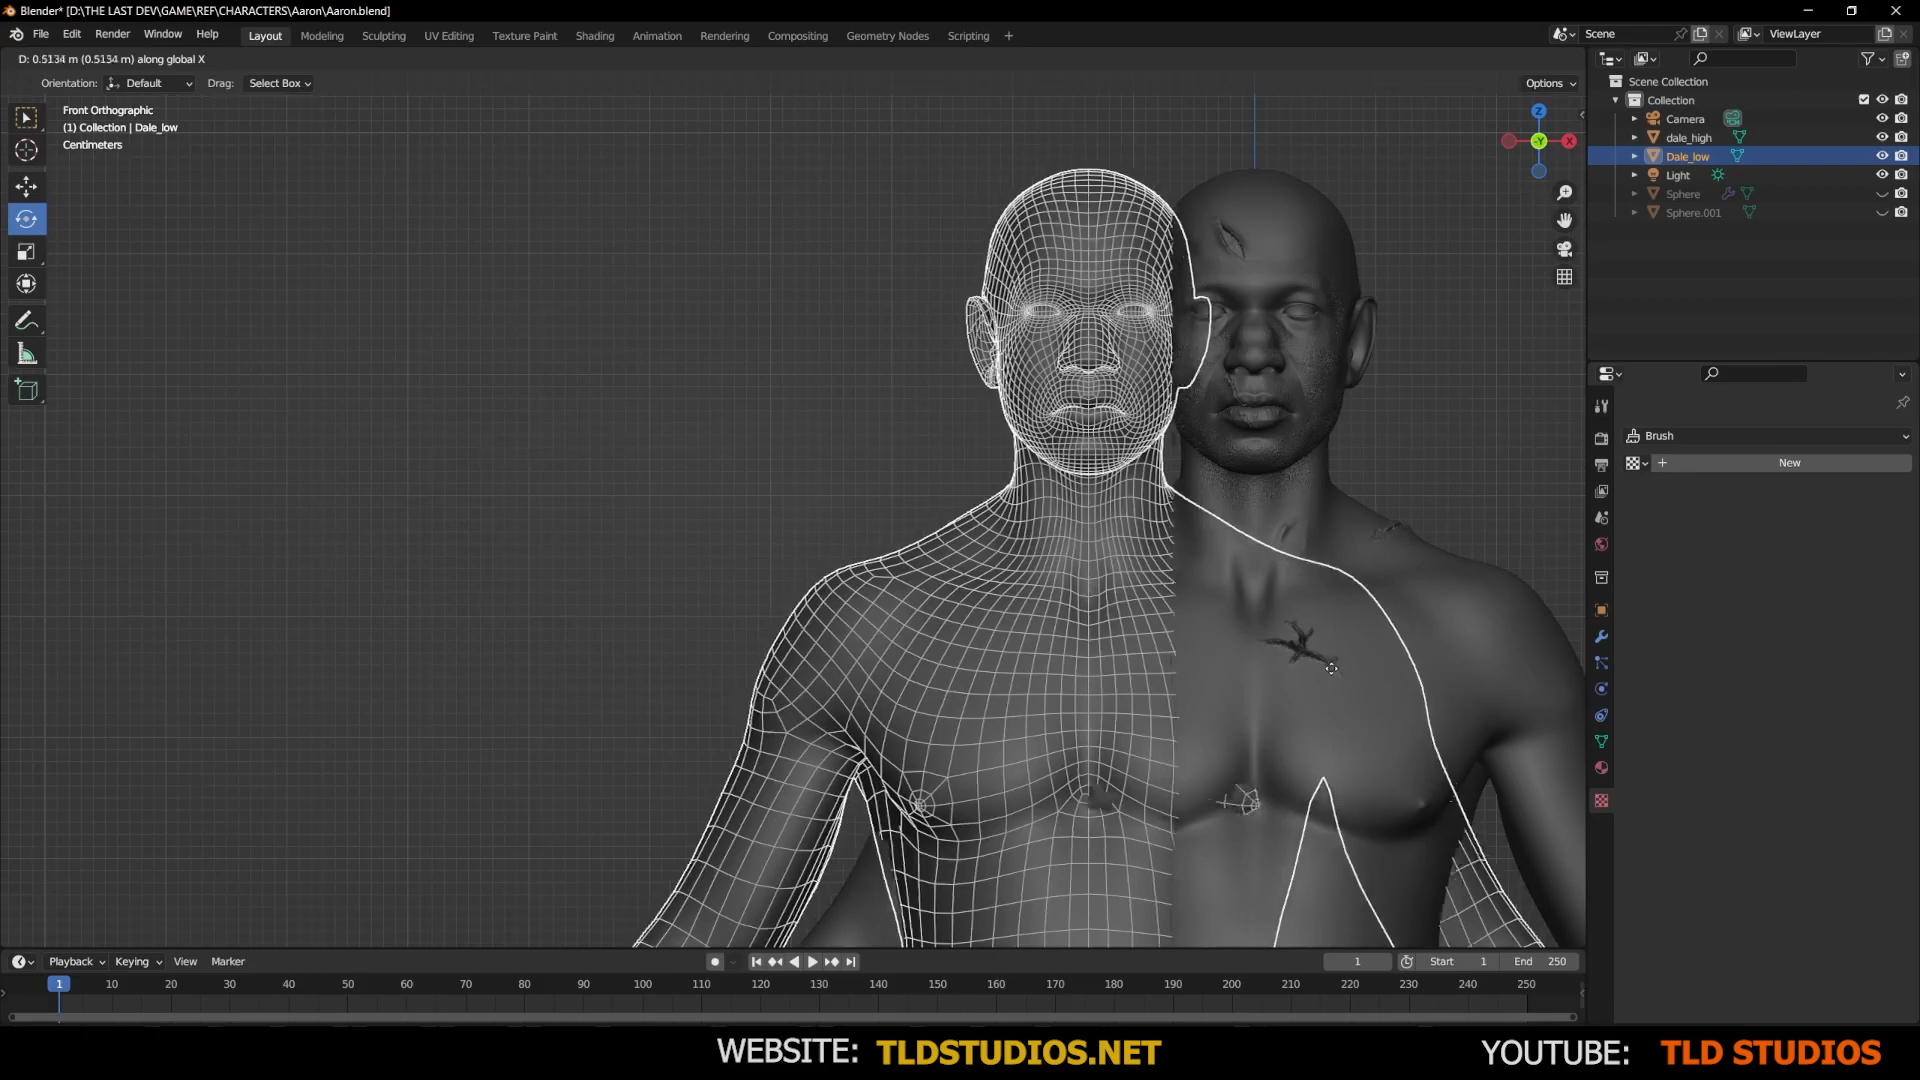 Blender* [D:\THE LAST DEV\GAME\REF\CHARACTERS\Aaron\Aaron.blend]
File Edit Render Window Help Layout Modeling Sculpting UV Editing Texture Paint Shading Animation Rendering Compositing Geometry Nodes Scripting + Scene ViewLayer
D: 0.5134 m (0.5134 m) along global X
Orientation: Default Drag: Select Box Options
Front Orthographic
(1) Collection | Dale_low
Centimeters
Z
-Y
X
Scene Collection
Collection
Camera
dale_high
Dale_low
Light
Sphere
Sphere.001
Brush
+ New
Playback Keying View Marker 1 Start 1 End 250
1 10 20 30 40 50 60 70 80 90 100 110 120 130 140 150 160 170 180 190 200 210 220 230 240 250
WEBSITE: TLDSTUDIOS.NET YOUTUBE: TLD STUDIOS